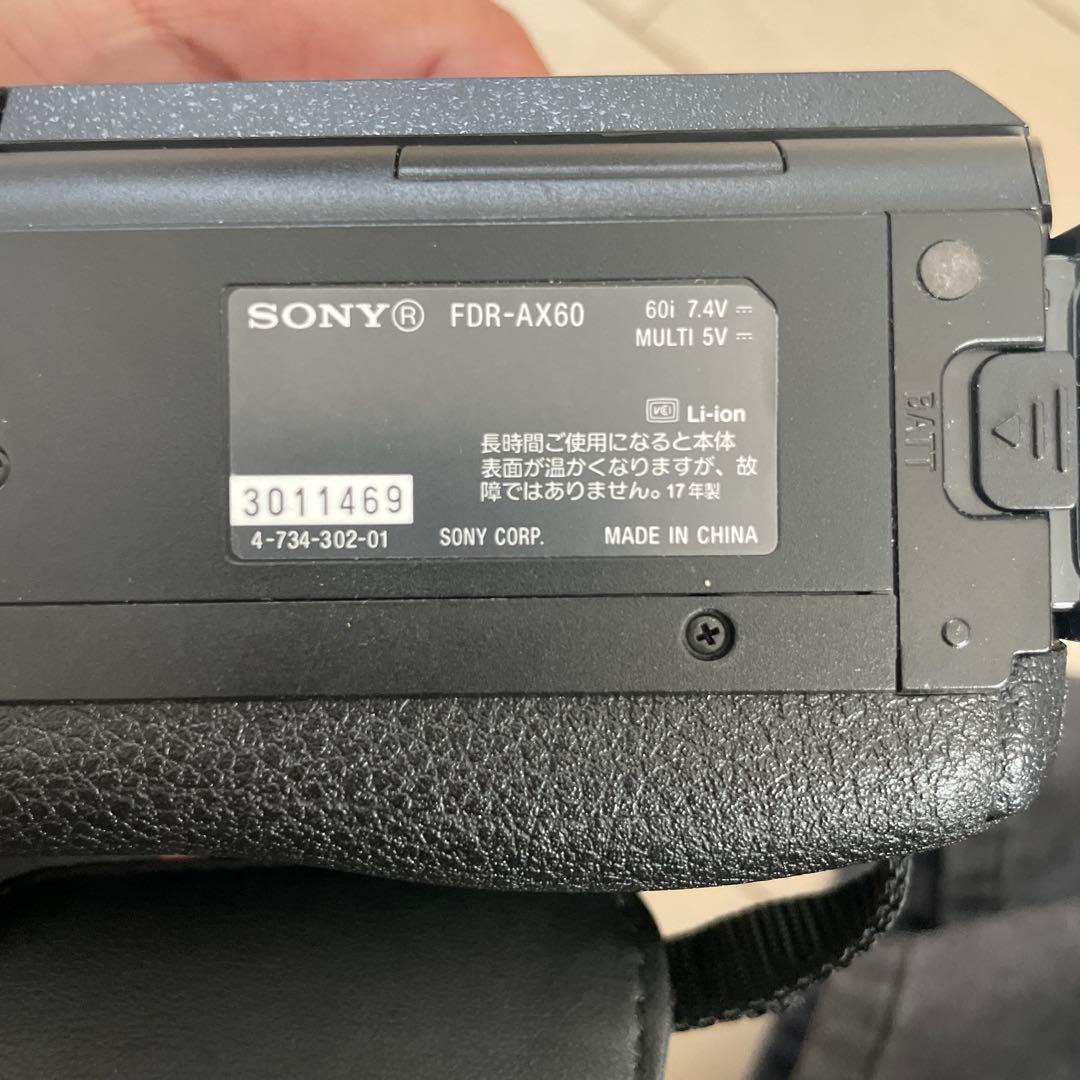 SONY® FDR-AX60 60i 7.4V ⎓
MULTI 5V ⎓
VCI Li-ion
長時間ご使用になると本体
表面が温かくなりますが、故
障ではありません。17年製
3011469
4-734-302-01 SONY CORP. MADE IN CHINA
BATT